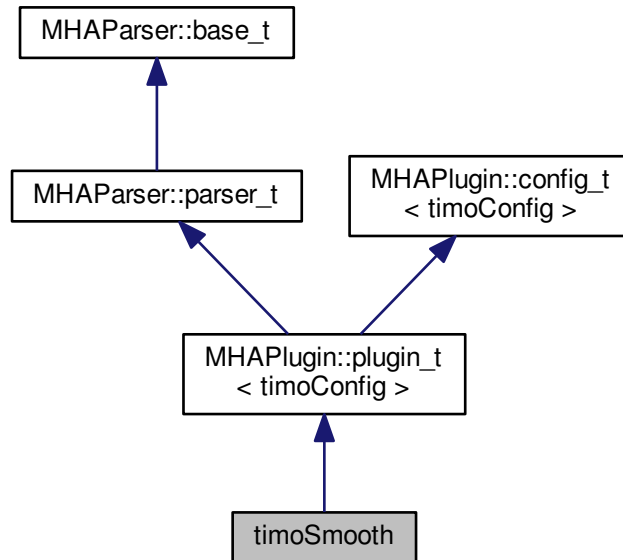 MHAParser::base_t
MHAParser::parser_t
MHAPlugin::config_t
< timoConfig >
MHAPlugin::plugin_t
< timoConfig >
timoSmooth